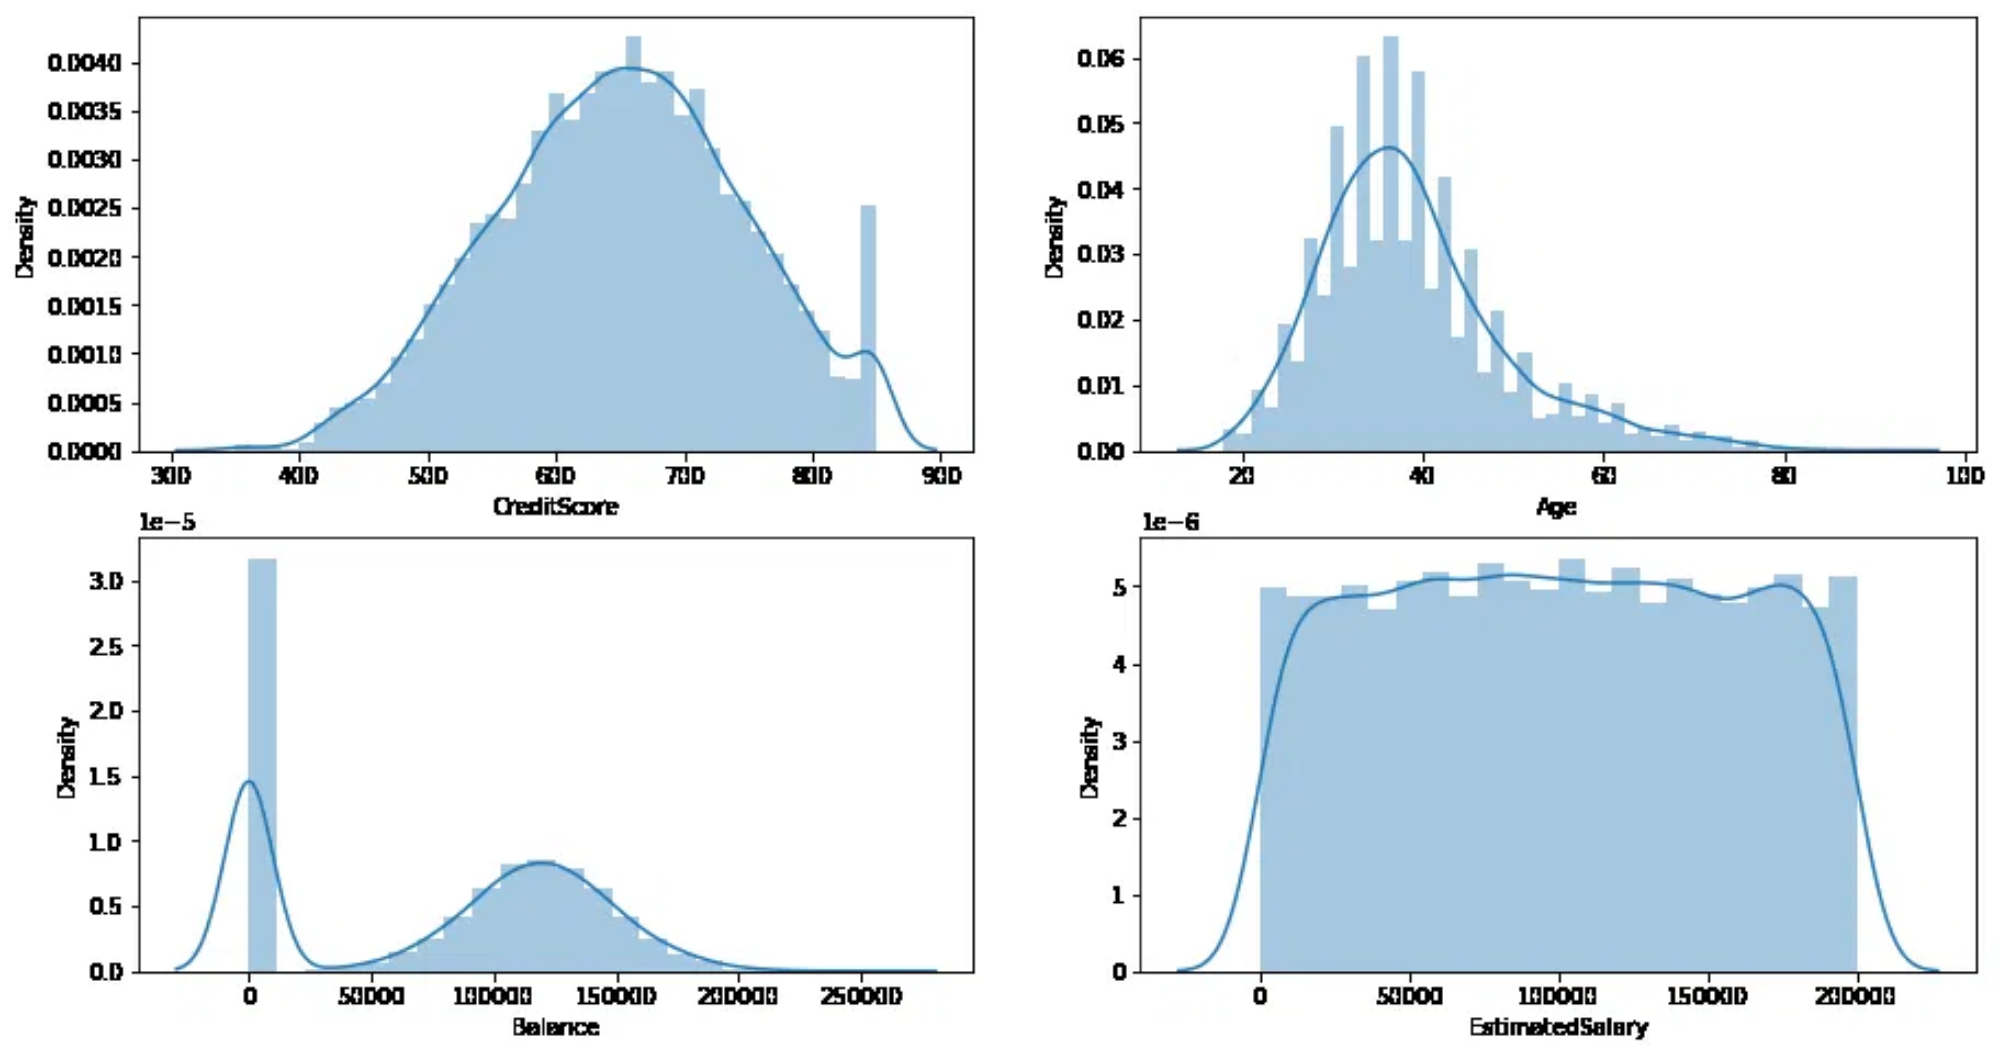 0.0040
0.0035
0.0030
0.0025
0.0020
0.0015
0.0010
0.0005
0.0000
Density
300 400 500 600 700 800 900
CreditScore
0.06
0.05
0.04
0.03
0.02
0.01
0.00
Density
20 40 60 80 100
Age
1e−5
3.0
2.5
2.0
1.5
1.0
0.5
0.0
Density
0 50000 100000 150000 200000 250000
Balance
1e−6
5
4
3
2
1
0
Density
0 50000 100000 150000 200000
EstimatedSalary